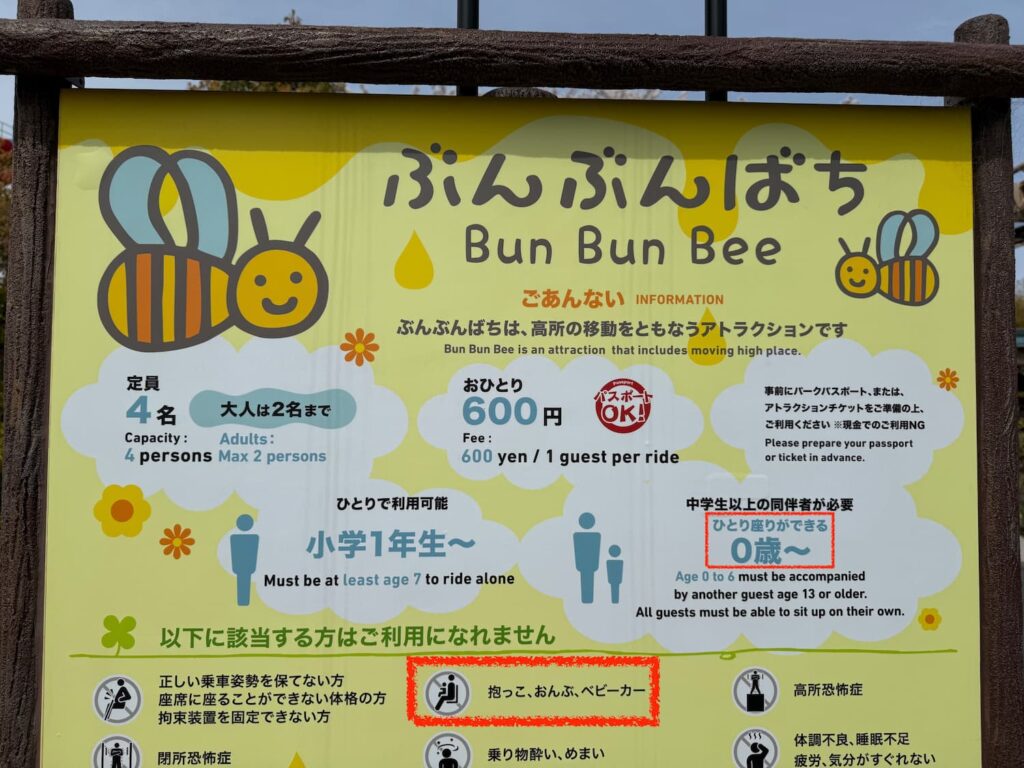 ぶんぶんばち
Bun Bun Bee
ごあんない INFORMATION
ぶんぶんばちは、高所の移動をともなうアトラクションです
Bun Bun Bee is an attraction that includes moving high place.
定員
4名
大人は2名まで
Capacity :
4 persons
Adults :
Max 2 persons
おひとり
600円
Passport
パスポート
OK!
Fee :
600 yen / 1 guest per ride
事前にパークパスポート、または、
アトラクションチケットをご準備の上、
ご利用ください ※現金でのご利用NG
Please prepare your passport
or ticket in advance.
ひとりで利用可能
小学1年生～
Must be at least age 7 to ride alone
中学生以上の同伴者が必要
ひとり座りができる
0歳～
Age 0 to 6 must be accompanied
by another guest age 13 or older.
All guests must be able to sit up on their own.
以下に該当する方はご利用になれません
正しい乗車姿勢を保てない方
座席に座ることができない体格の方
拘束装置を固定できない方
抱っこ、おんぶ、ベビーカー
高所恐怖症
閉所恐怖症
乗り物酔い、めまい
体調不良、睡眠不足
疲労、気分がすぐれない